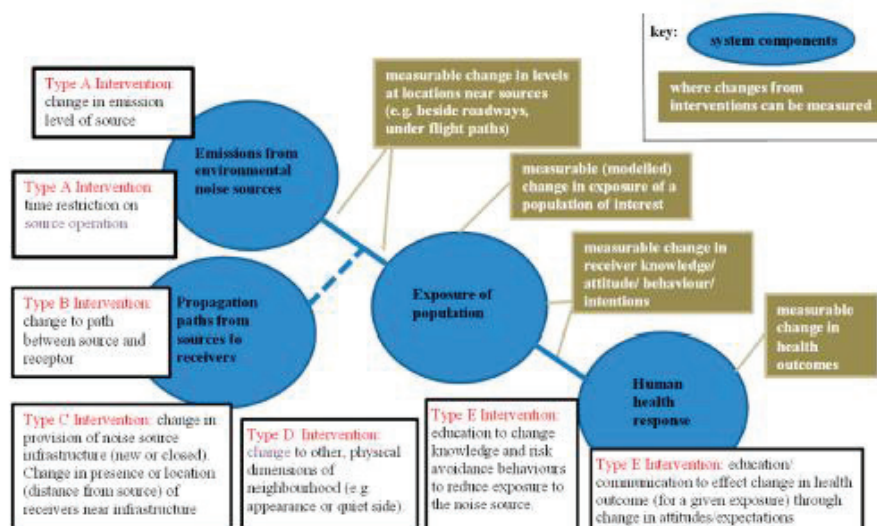 key:
system components
where changes from
interventions can be measured
Type A Intervention:
change in emission
level of source
measurable change in levels
at locations near sources
(e.g. beside roadways,
under flight paths)
Emissions from
environmental
noise sources
measurable (modelled)
change in exposure of a
population of interest
Type A Intervention
time restriction on
source operation
measurable change in
receiver knowledge/
attitude/ behaviour/
intentions
Type B Intervention:
change to path
between source and
receptor
Propagation
paths from
sources to
receivers
Exposure of
population
measurable
change in
health
outcomes
Human
health
response
Type C Intervention: change in
provision of noise source
infrastructure (new or closed).
Change in presence or location
(distance from source) of
receivers near infrastructure
Type D Intervention:
change to other, physical
dimensions of
neighbourhood (e.g
appearance or quiet side).
Type E Intervention:
education to change
knowledge and risk
avoidance behaviours
to reduce exposure to
the noise source.
Type E Intervention: education/
communication to effect change in health
outcome (for a given exposure) through
change in attitudes/expectations